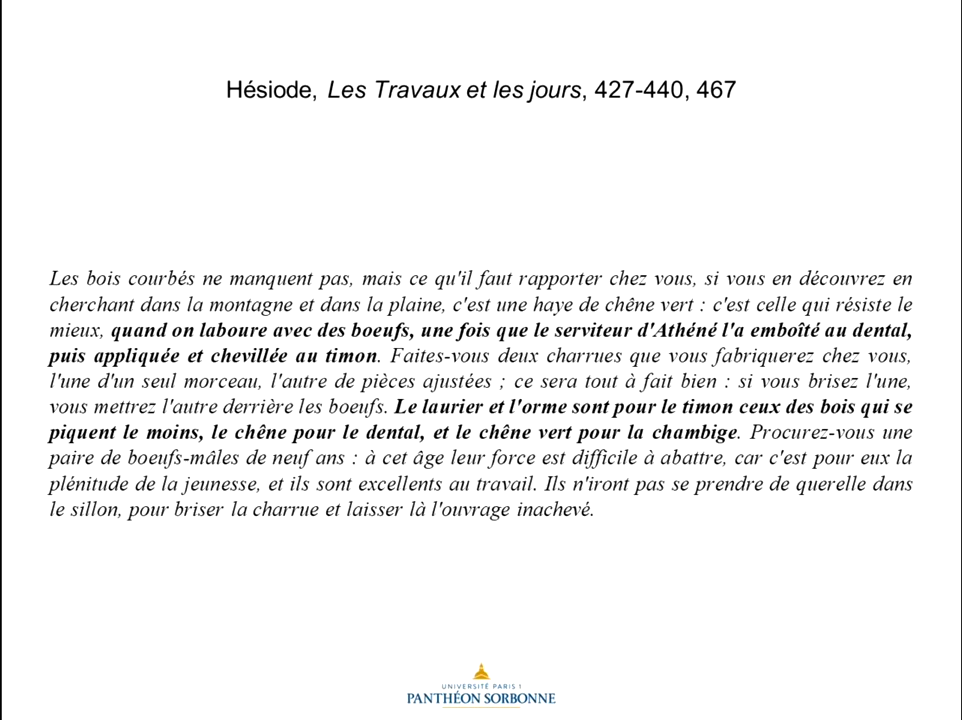 Hésiode, Les Travaux et les jours, 427-440, 467
Les bois courbés ne manquent pas, mais ce qu'il faut rapporter chez vous, si vous en découvrez en
cherchant dans la montagne et dans la plaine, c'est une haye de chêne vert : c'est celle qui résiste le
mieux, quand on laboure avec des boeufs, une fois que le serviteur d'Athéné l'a emboîté au dental,
puis appliquée et chevillée au timon. Faites-vous deux charrues que vous fabriquerez chez vous,
l'une d'un seul morceau, l'autre de pièces ajustées ; ce sera tout à fait bien : si vous brisez l'une,
vous mettrez l'autre derrière les boeufs. Le laurier et l'orme sont pour le timon ceux des bois qui se
piquent le moins, le chêne pour le dental, et le chêne vert pour la chambige. Procurez-vous une
paire de boeufs-mâles de neuf ans : à cet âge leur force est difficile à abattre, car c'est pour eux la
plénitude de la jeunesse, et ils sont excellents au travail. Ils n'iront pas se prendre de querelle dans
le sillon, pour briser la charrue et laisser là l'ouvrage inachevé.
UNIVERSITÉ PARIS 1
PANTHÉON SORBONNE